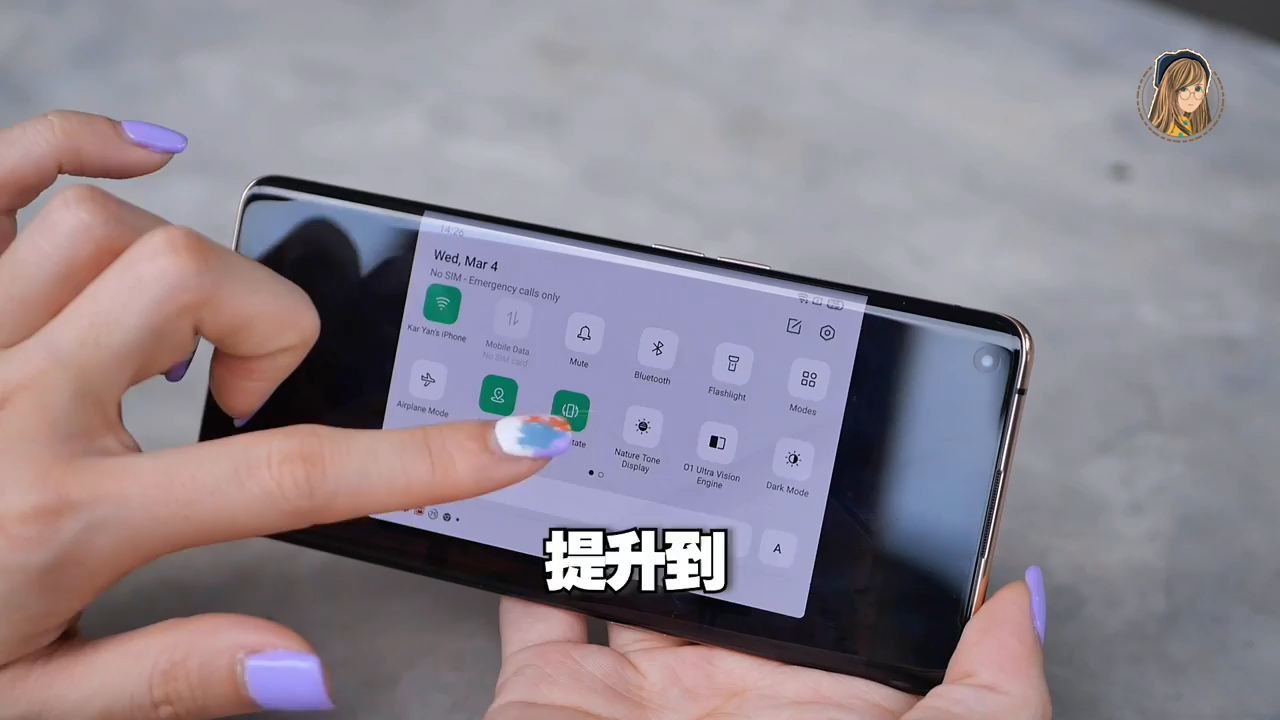 14:26
Wed, Mar 4
No SIM - Emergency calls only
Kar Yan's iPhone
Mobile Data
No SIM card
Mute
Bluetooth
Flashlight
Modes
Airplane Mode
Nature Tone
Display
O1 Ultra Vision
Engine
Dark Mode
A
提升到